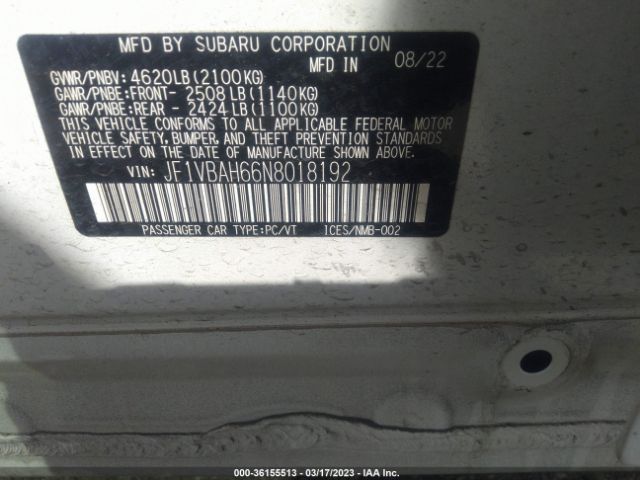 MFD BY SUBARU CORPORATION
MFD IN 08/22
GVWR/PNBV: 4620LB(2100KG)
GAWR/PNBE:FRONT- 2508LB(1140KG)
GAWR/PNBE:REAR - 2424LB(1100KG)
THIS VEHICLE CONFORMS TO ALL APPLICABLE FEDERAL MOTOR
VEHICLE SAFETY, BUMPER, AND THEFT PREVENTION STANDARDS
IN EFFECT ON THE DATE OF MANUFACTURE SHOWN ABOVE.
VIN: JF1VBAH66N8018192
PASSENGER CAR TYPE:PC/VT ICES/NMB-002
000-36155513 - 03/17/2023 - IAA Inc.